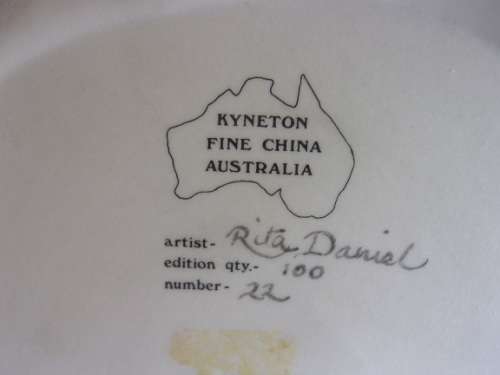 KYNETON
FINE CHINA
AUSTRALIA
artist- Rita Daniel
edition qty.- 100
number- 22